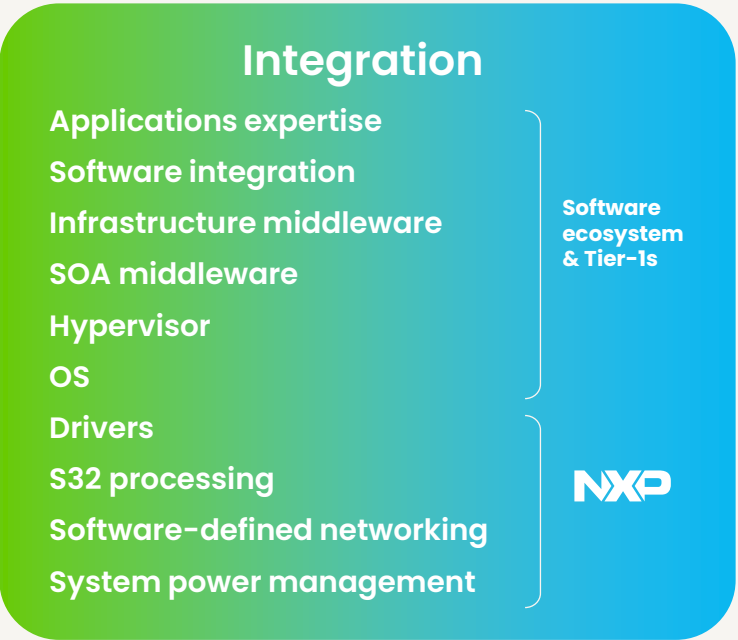 Integration
Applications expertise
Software integration
Infrastructure middleware
SOA middleware
Hypervisor
OS
Software
ecosystem
& Tier-1s
Drivers
S32 processing
Software-defined networking
System power management
NXP